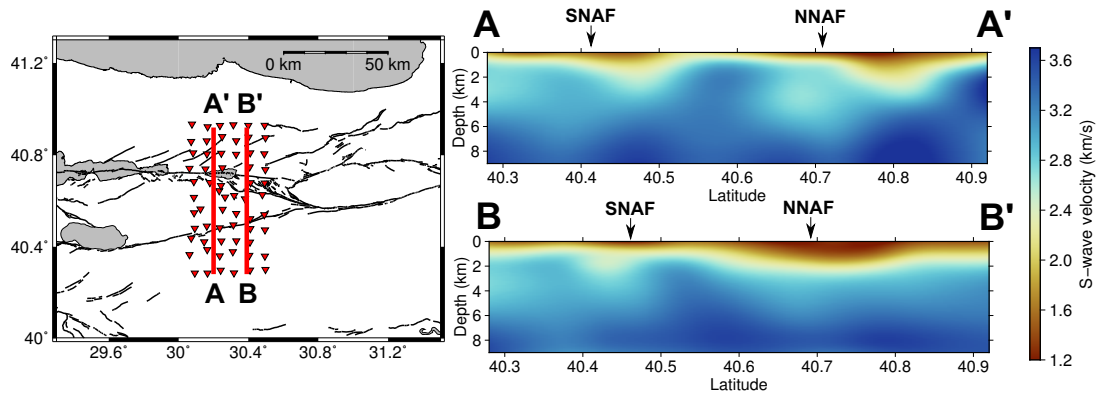 41.2˚
40.8˚
40.4˚
40˚
29.6˚ 30˚ 30.4˚ 30.8˚ 31.2˚
0 km 50 km
A' B'
A B
A SNAF NNAF A'
Depth (km)
0
2
4
6
8
40.3 40.4 40.5 40.6 40.7 40.8 40.9
Latitude
B SNAF NNAF B'
Depth (km)
0
2
4
6
8
40.3 40.4 40.5 40.6 40.7 40.8 40.9
Latitude
3.6
3.2
2.8
2.4
2.0
1.6
1.2
S−wave velocity (km/s)